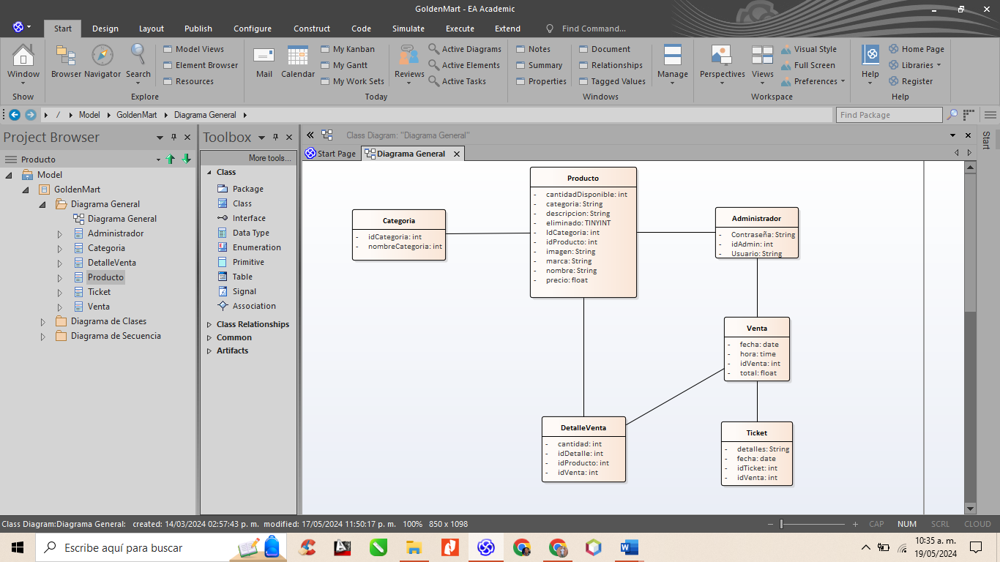 GoldenMart - EA Academic
Start Design Layout Publish Configure Construct Code Simulate Execute Extend Find Command...
Window
Show
Browser Navigator Search
Model Views
Element Browser
Resources
Explore
Mail Calendar
My Kanban
My Gantt
My Work Sets
Reviews
Active Diagrams
Active Elements
Active Tasks
Today
Notes
Summary
Properties
Document
Relationships
Tagged Values
Manage
Windows
Perspectives Views
Visual Style
Full Screen
Preferences
Workspace
Help
Home Page
Libraries
Register
Help
/ Model GoldenMart Diagrama General
Find Package
Project Browser
Producto
Model
GoldenMart
Diagrama General
Diagrama General
Administrador
Categoria
DetalleVenta
Producto
Ticket
Venta
Diagrama de Clases
Diagrama de Secuencia
Toolbox
More tools...
Class
Package
Class
Interface
Data Type
Enumeration
Primitive
Table
Signal
Association
Class Relationships
Common
Artifacts
Class Diagram: "Diagrama General"
Start Page Diagrama General
Start
Producto
- cantidadDisponible: int
- categoria: String
- descripcion: String
- eliminado: TINYINT
- IdCategoria: int
- idProducto: int
- imagen: String
- marca: String
- nombre: String
- precio: float
Categoria
- idCategoria: int
- nombreCategoria: int
Administrador
- Contraseña: String
- idAdmin: int
- Usuario: String
Venta
- fecha: date
- hora: time
- idVenta: int
- total: float
DetalleVenta
- cantidad: int
- idDetalle: int
- idProducto: int
- idVenta: int
Ticket
- detalles: String
- fecha: date
- idTicket: int
- idVenta: int
Class Diagram:Diagrama General: created: 14/03/2024 02:57:43 p. m. modified: 17/05/2024 11:50:17 p. m. 100% 850 x 1098
CAP NUM SCRL CLOUD
Escribe aquí para buscar
10:35 a. m.
19/05/2024